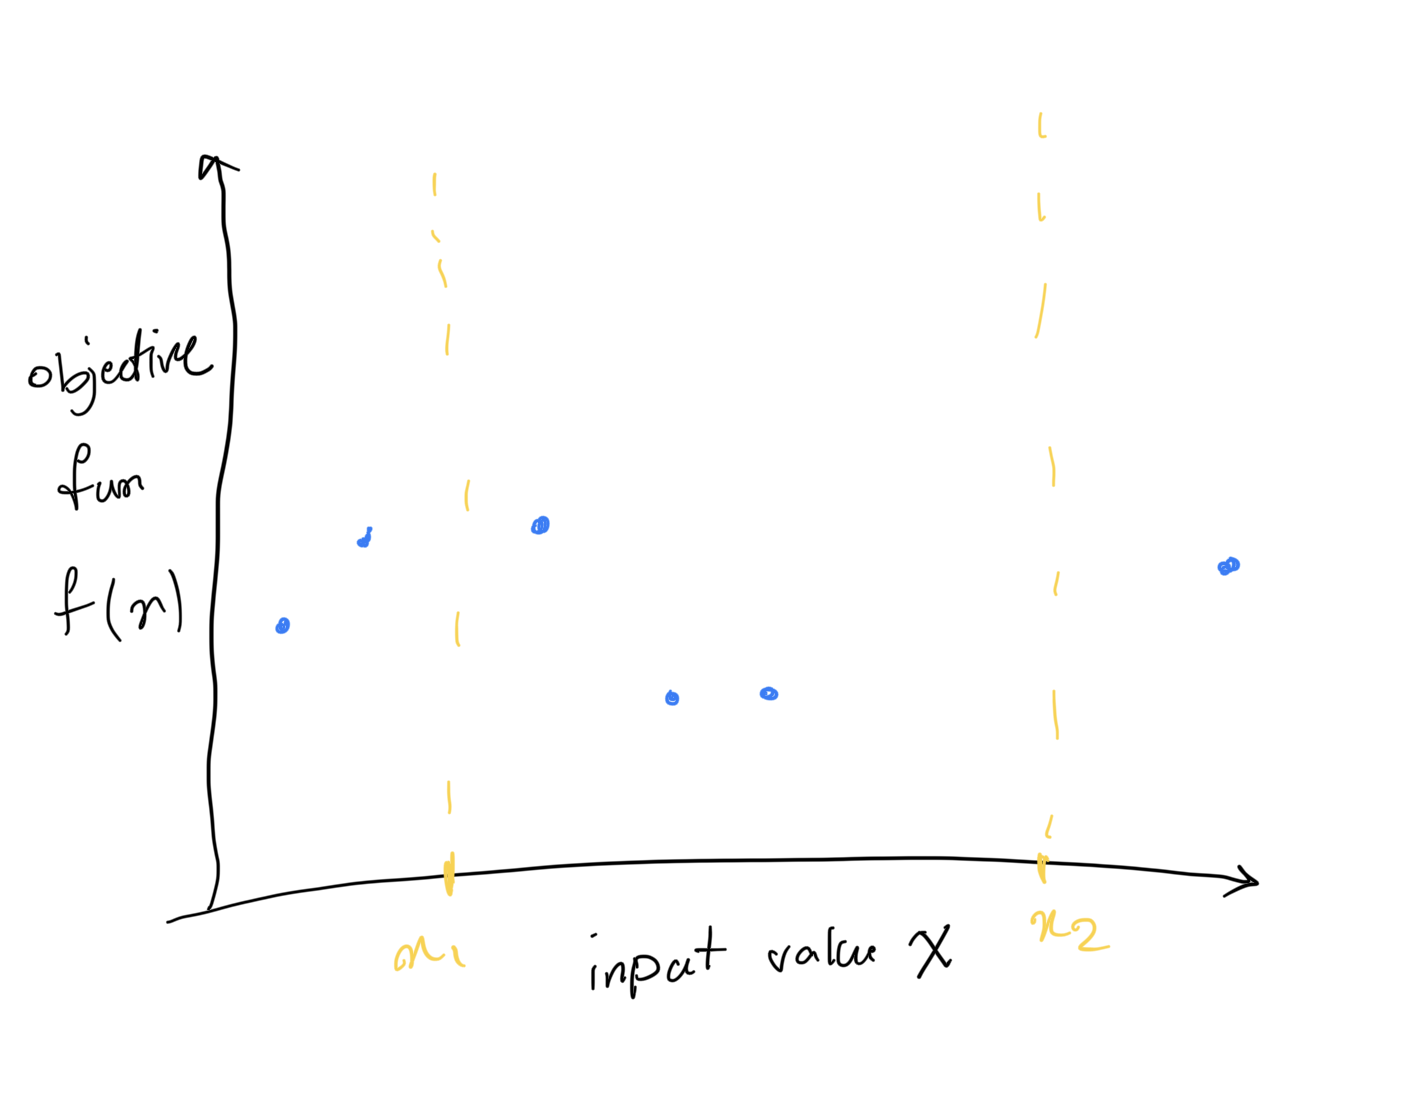 objective
fun
f(x)
x1
input value X
x2